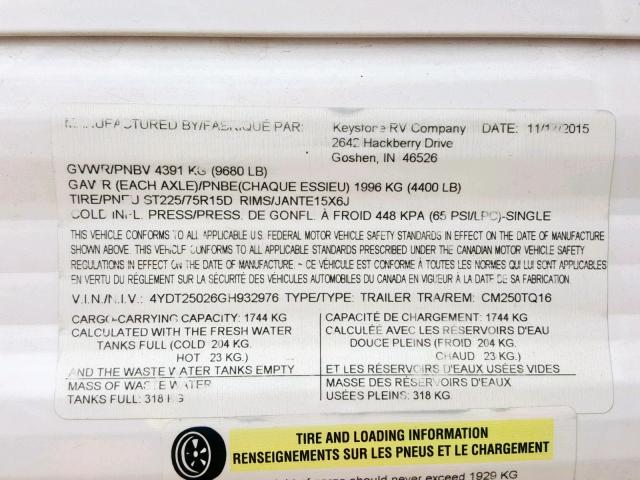 MANUFACTURED BY/FABRIQUÉ PAR: Keystone RV Company DATE: 11/17/2015
2642 Hackberry Drive
Goshen, IN 46526
GVWR/PNBV 4391 KG (9680 LB)
GAWR (EACH AXLE)/PNBE(CHAQUE ESSIEU) 1996 KG (4400 LB)
TIRE/PNEU ST225/75R15D RIMS/JANTE15X6J
COLD INFL. PRESS/PRESS. DE GONFL. À FROID 448 KPA (65 PSI/LPC)-SINGLE
THIS VEHICLE CONFORMS TO ALL APPLICABLE U.S. FEDERAL MOTOR VEHICLE SAFETY STANDARDS IN EFFECT ON THE DATE OF MANUFACTURE
SHOWN ABOVE. THIS VEHICLE CONFORMS TO ALL APPLICABLE STANDARDS PRESCRIBED UNDER THE CANADIAN MOTOR VEHICLE SAFETY
REGULATIONS IN EFFECT ON THE DATE OF MANUFACTURE. / CE VÉHICULE EST CONFORME À TOUTES LES NORMES QUI LUI SONT APPLICABLES
EN VERTU DU RÉGLEMENT SUR LA SÉCURITÉ DES VÉHICULES AUTOMOBILES DU CANADA EN VIGUEUR À LA DATE DE SA FABRICATION.
V.I.N./N.I.V.: 4YDT25026GH932976 TYPE/TYPE: TRAILER TRA/REM: CM250TQ16
CARGO-CARRYING CAPACITY: 1744 KG
CALCULATED WITH THE FRESH WATER
TANKS FULL (COLD 204 KG.
HOT 23 KG.)
AND THE WASTE WATER TANKS EMPTY
MASS OF WASTE WATER
TANKS FULL: 318 KG
CAPACITÉ DE CHARGEMENT: 1744 KG
CALCULÉE AVEC LES RÉSERVOIRS D'EAU
DOUCE PLEINS (FROID 204 KG.
CHAUD 23 KG.)
ET LES RÉSERVOIRS D'EAUX USÉES VIDES
MASSE DES RÉSERVOIRS D'EAUX
USÉES PLEINS: 318 KG.
TIRE AND LOADING INFORMATION
RENSEIGNEMENTS SUR LES PNEUS ET LE CHARGEMENT
of cargo should never exceed 1929 KG